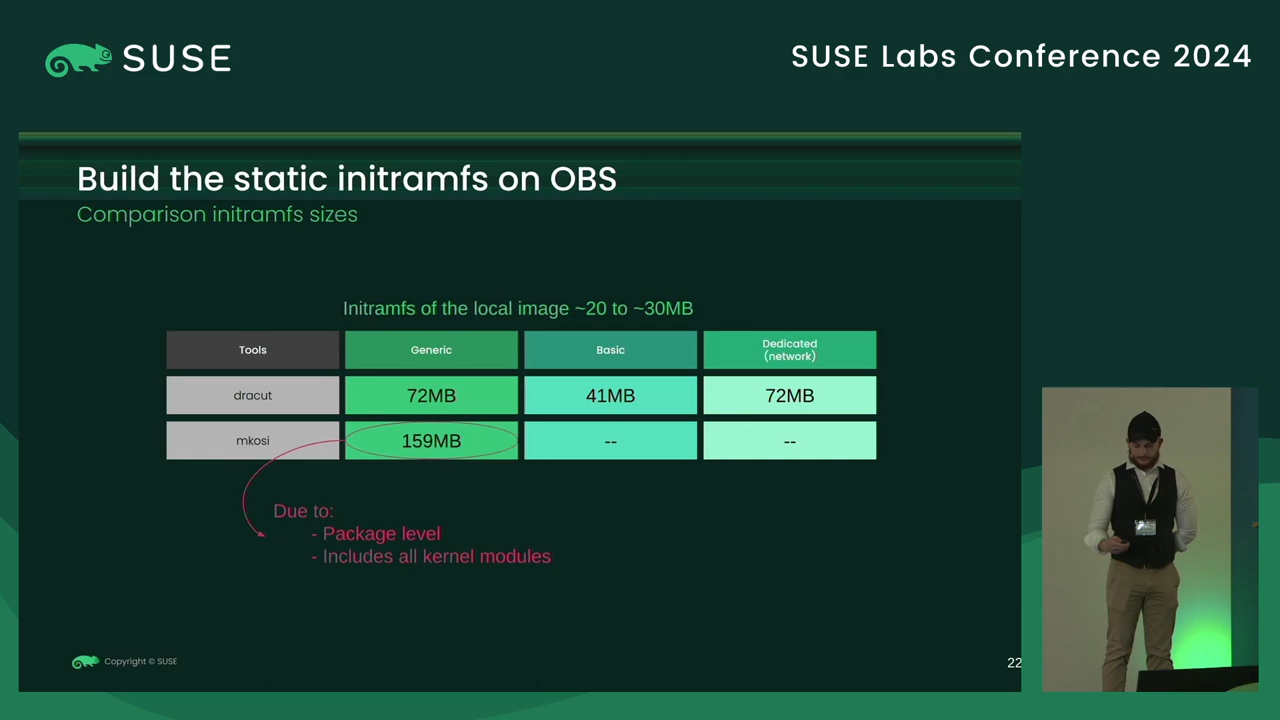 SUSE
SUSE Labs Conference 2024
Build the static initramfs on OBS
Comparison initramfs sizes
Initramfs of the local image ~20 to ~30MB
Tools Generic Basic Dedicated
(network)
dracut 72MB 41MB 72MB
mkosi 159MB -- --
Due to:
- Package level
- Includes all kernel modules
Copyright © SUSE
22